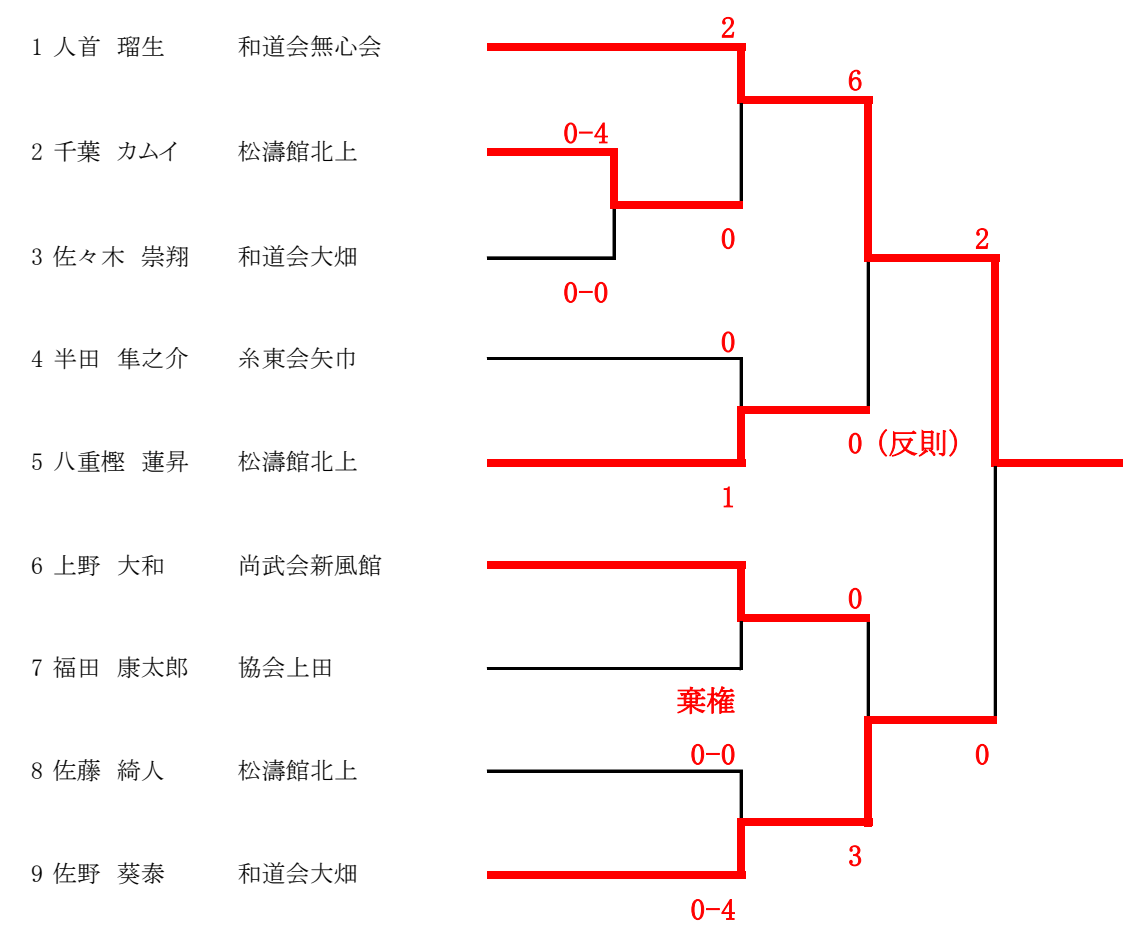 2
1 人首 瑠生 和道会無心会
6
0-4
2 千葉 カムイ 松濤館北上
0
2
3 佐々木 崇翔 和道会大畑
0-0
0
4 半田 隼之介 糸東会矢巾
0 (反則)
5 八重樫 蓮昇 松濤館北上
1
6 上野 大和 尚武会新風館
0
7 福田 康太郎 協会上田
棄権
0-0
0
8 佐藤 綺人 松濤館北上
3
9 佐野 葵泰 和道会大畑
0-4